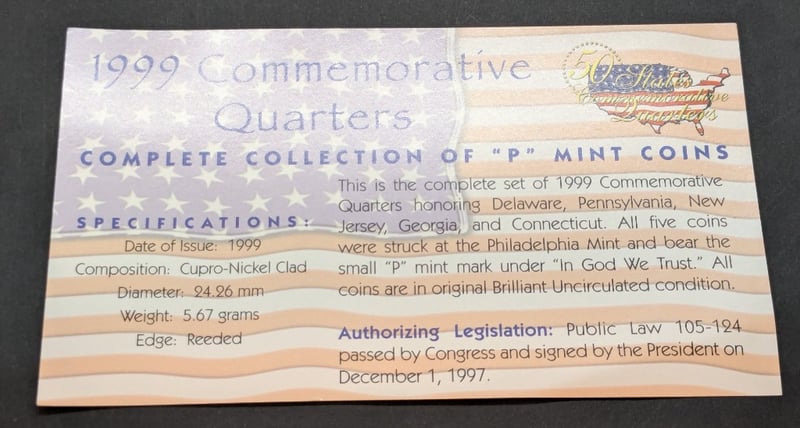 1999 Commemorative
Quarters
50 States
Commemorative
Quarters
COMPLETE COLLECTION OF "P" MINT COINS
SPECIFICATIONS:
Date of Issue: 1999
Composition: Cupro-Nickel Clad
Diameter: 24.26 mm
Weight: 5.67 grams
Edge: Reeded
This is the complete set of 1999 Commemorative
Quarters honoring Delaware, Pennsylvania, New
Jersey, Georgia, and Connecticut. All five coins
were struck at the Philadelphia Mint and bear the
small "P" mint mark under "In God We Trust." All
coins are in original Brilliant Uncirculated condition.
Authorizing Legislation: Public Law 105-124
passed by Congress and signed by the President on
December 1, 1997.